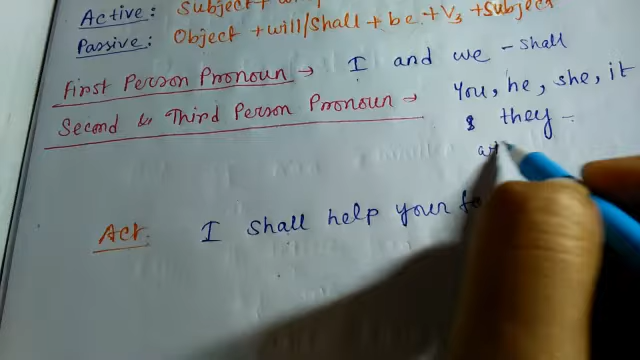 Active: Subject +
Passive: Object + will/Shall + be + V3 + Subject
First Person Pronoun → I and we - shall
Second & Third Person Pronoun → You, he, she, it
& they -
Act: I shall help your